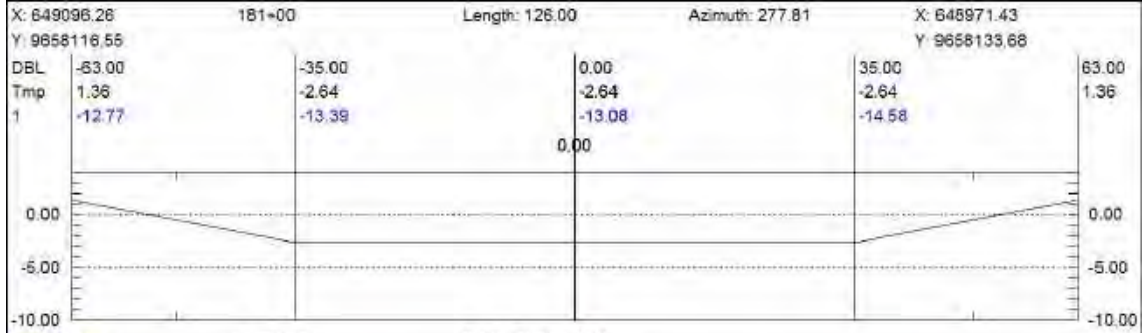 X: 649096.26 181+00 Length: 126.00 Azimuth: 277.81 X: 648971.43
Y: 9658116.55 Y: 9658133.68
DBL -63.00 -35.00 0.00 35.00 63.00
Tmp 1.36 -2.64 -2.64 -2.64 1.36
1 -12.77 -13.39 -13.08 -14.58
0.00
0.00 0.00
-5.00 -5.00
-10.00 -10.00